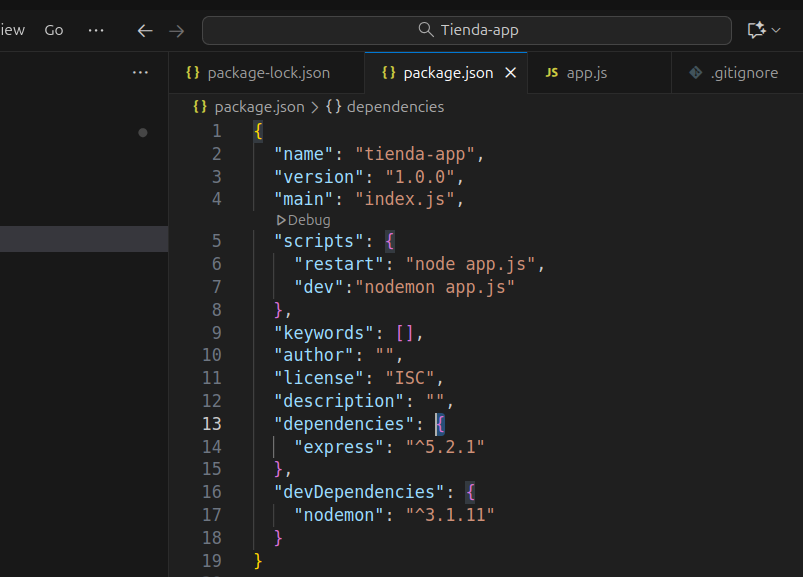 iew Go ··· Tienda-app
··· package-lock.json {} package.json JS app.js .gitignore
{} package.json > {} dependencies
1 {
2 "name": "tienda-app",
3 "version": "1.0.0",
4 "main": "index.js",
Debug
5 "scripts": {
6 "restart": "node app.js",
7 "dev":"nodemon app.js"
8 },
9 "keywords": [],
10 "author": "",
11 "license": "ISC",
12 "description": "",
13 "dependencies": {
14 "express": "^5.2.1"
15 },
16 "devDependencies": {
17 "nodemon": "^3.1.11"
18 }
19 }